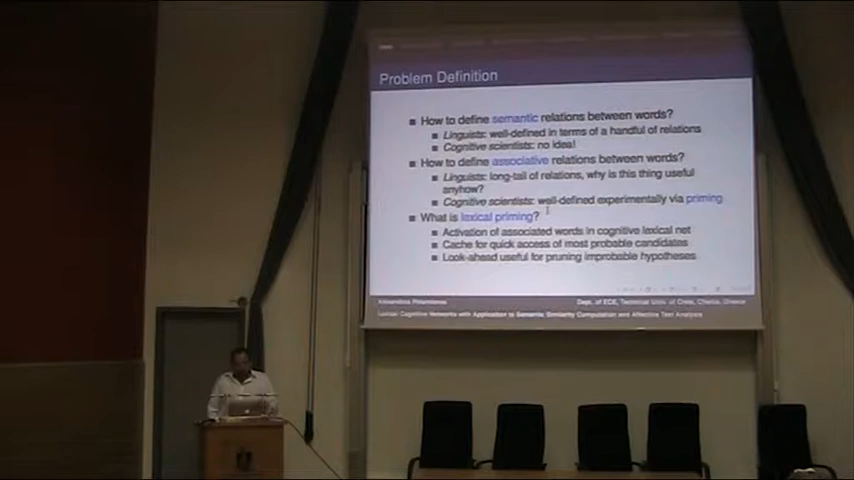 Problem Definition
How to define semantic relations between words?
Linguists: well-defined in terms of a handful of relations
Cognitive scientists: no idea!
How to define associative relations between words?
Linguists: long-tail of relations, why is this thing useful
anyhow?
Cognitive scientists: well-defined experimentally via priming
What is lexical priming?
Activation of associated words in cognitive lexical net
Cache for quick access of most probable candidates
Look-ahead useful for pruning improbable hypotheses
Alexandros Potamianos
Dept. of ECE, Technical Univ. of Crete, Chania, Greece
Lexical Cognitive Networks with Application to Semantic Similarity Computation and Affective Text Analysis